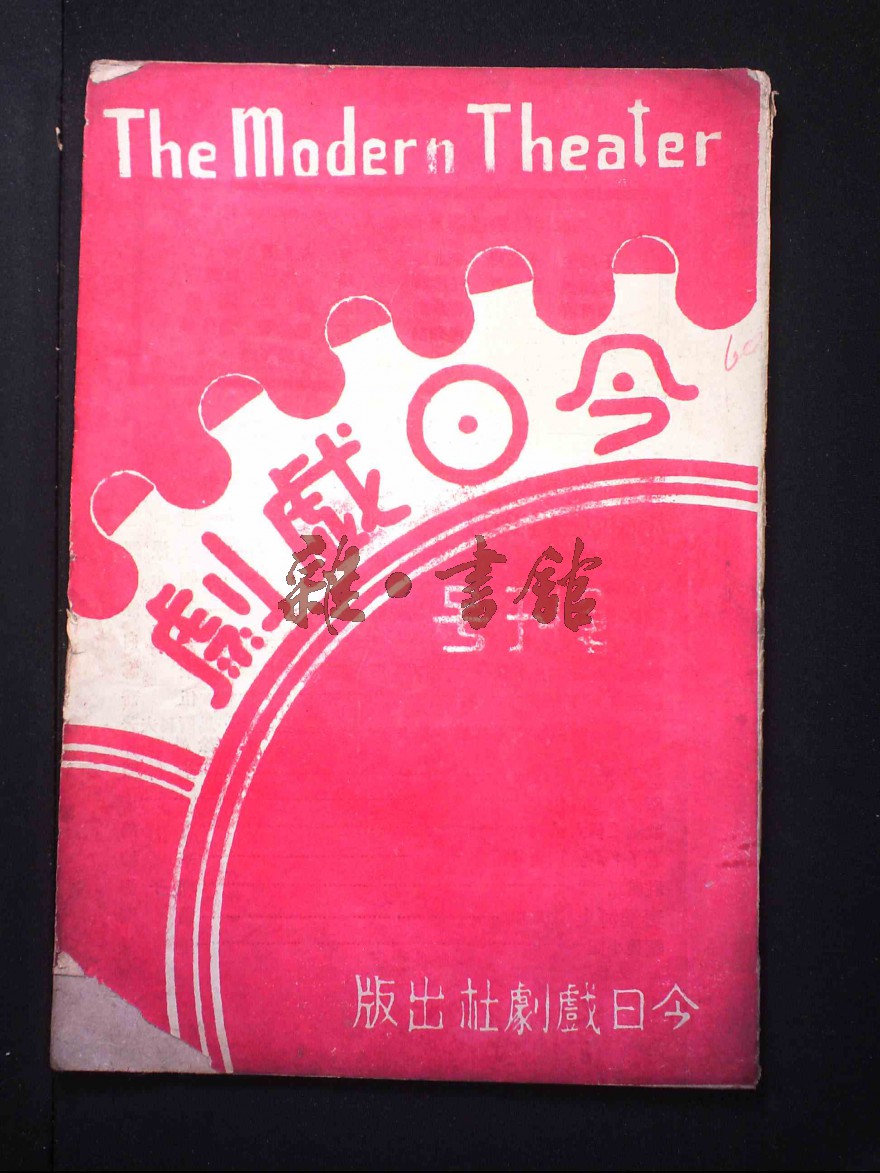 The Modern Theater
今日戲劇
雜·書館
今日戲劇社出版